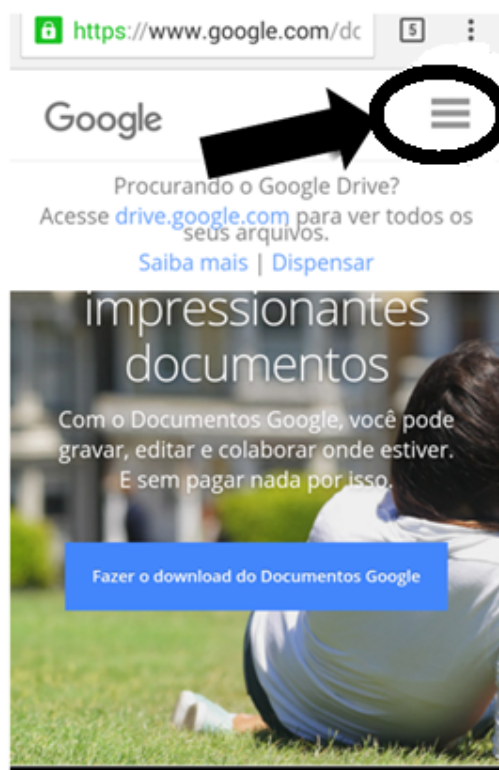 https://www.google.com/dc
5
Google
Procurando o Google Drive?
Acesse drive.google.com para ver todos os
seus arquivos.
Saiba mais | Dispensar
impressionantes
documentos
Com o Documentos Google, você pode
gravar, editar e colaborar onde estiver.
E sem pagar nada por isso.
Fazer o download do Documentos Google